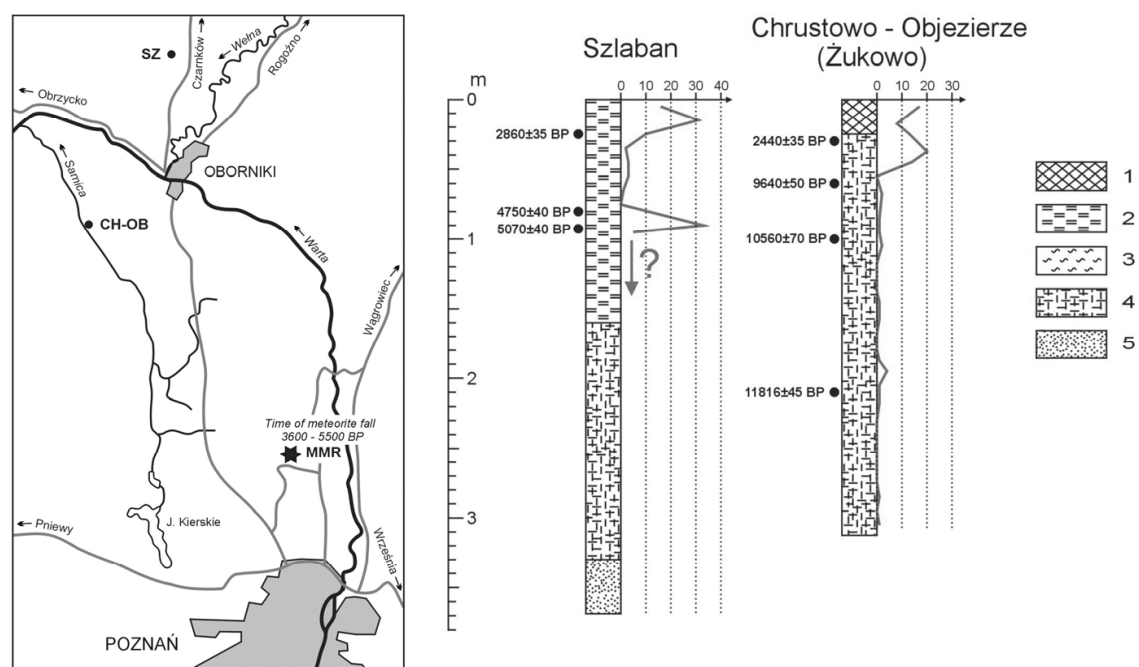 SZ
Czarnków
Wełna
Rogoźno
Obrzycko
OBORNIKI
Samica
CH-OB
Warta
Wągrowiec
Time of meteorite fall
3600 - 5500 BP
MMR
J. Kierskie
Pniewy
Września
POZNAŃ
m
0
1
2
3
Szlaban
0 10 20 30 40
2860±35 BP
4750±40 BP
5070±40 BP
?
Chrustowo - Objezierze
(Żukowo)
0 10 20 30
2440±35 BP
9640±50 BP
10560±70 BP
11816±45 BP
1
2
3
4
5